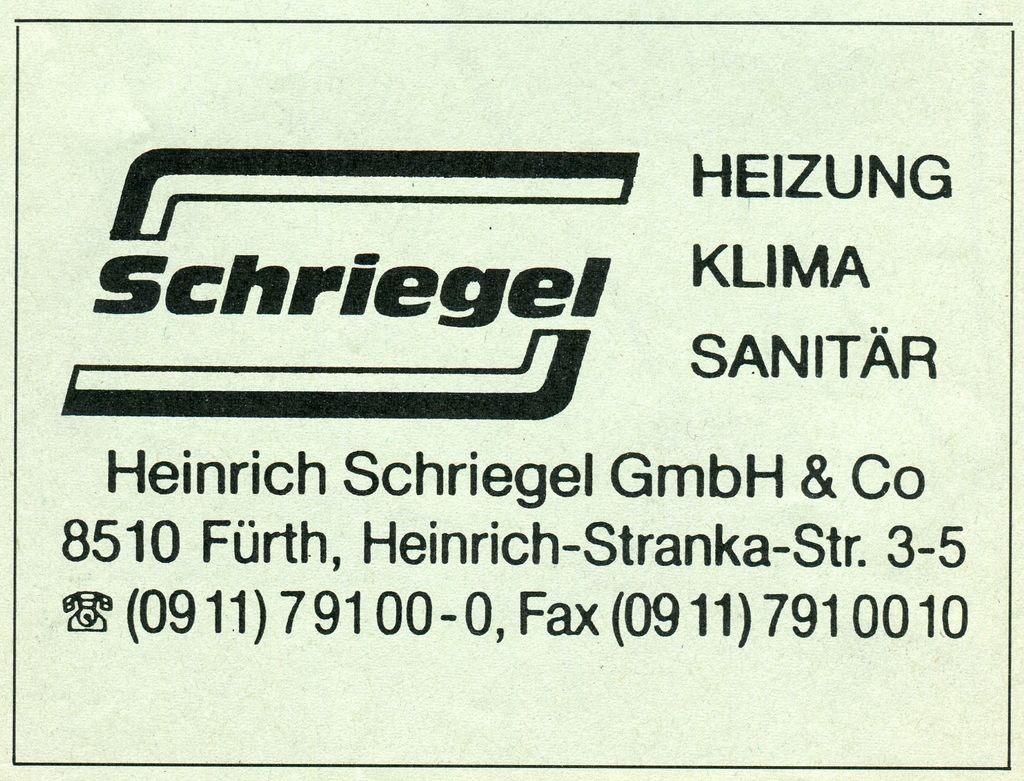 Schriegel
HEIZUNG
KLIMA
SANITÄR
Heinrich Schriegel GmbH & Co
8510 Fürth, Heinrich-Stranka-Str. 3-5
☎ (09 11) 7 91 00 - 0, Fax (09 11) 791 00 10